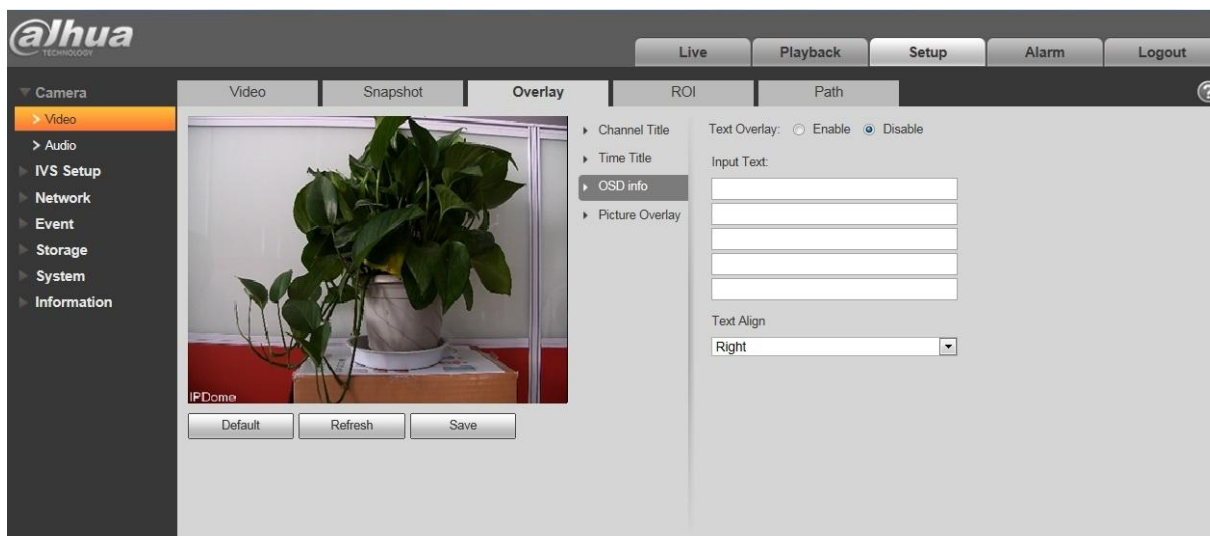 alhua
TECHNOLOGY
Live Playback Setup Alarm Logout
Camera
> Video
> Audio
IVS Setup
Network
Event
Storage
System
Information
Video Snapshot Overlay ROI Path
?
IPDome
Default Refresh Save
Channel Title
Time Title
OSD info
Picture Overlay
Text Overlay: Enable Disable
Input Text:
Text Align
Right